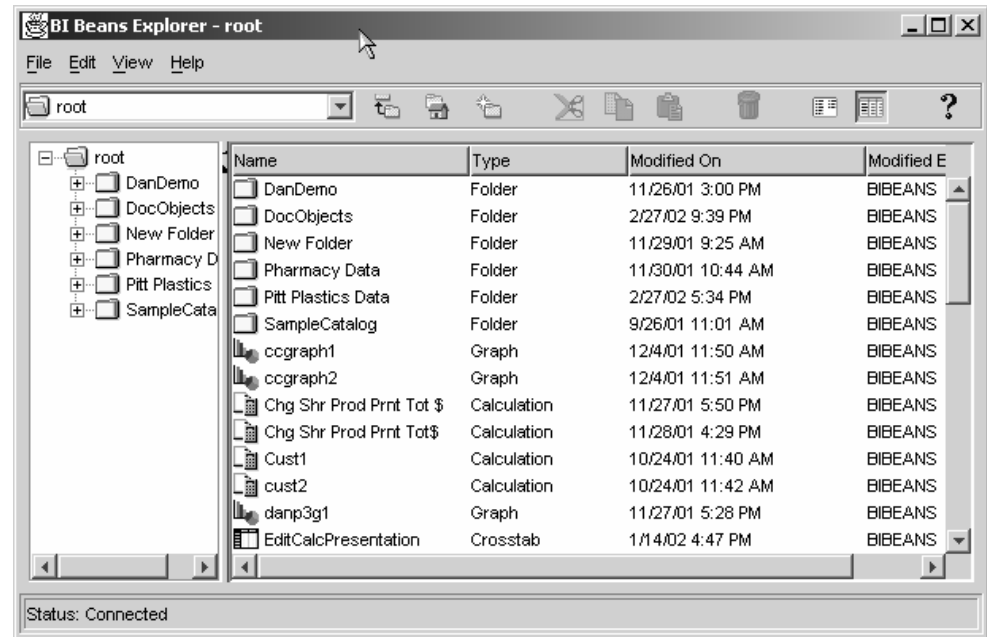 BI Beans Explorer - root
File Edit View Help
root ?
root
DanDemo
DocObjects
New Folder
Pharmacy D
Pitt Plastics
SampleCata
Name Type Modified On Modified E
DanDemo Folder 11/26/01 3:00 PM BIBEANS
DocObjects Folder 2/27/02 9:39 PM BIBEANS
New Folder Folder 11/29/01 9:25 AM BIBEANS
Pharmacy Data Folder 11/30/01 10:44 AM BIBEANS
Pitt Plastics Data Folder 2/27/02 5:34 PM BIBEANS
SampleCatalog Folder 9/26/01 11:01 AM BIBEANS
ccgraph1 Graph 12/4/01 11:50 AM BIBEANS
ccgraph2 Graph 12/4/01 11:51 AM BIBEANS
Chg Shr Prod Prnt Tot $ Calculation 11/27/01 5:50 PM BIBEANS
Chg Shr Prod Prnt Tot$ Calculation 11/28/01 4:29 PM BIBEANS
Cust1 Calculation 10/24/01 11:40 AM BIBEANS
cust2 Calculation 10/24/01 11:42 AM BIBEANS
danp3g1 Graph 11/27/01 5:28 PM BIBEANS
EditCalcPresentation Crosstab 1/14/02 4:47 PM BIBEANS
Status: Connected